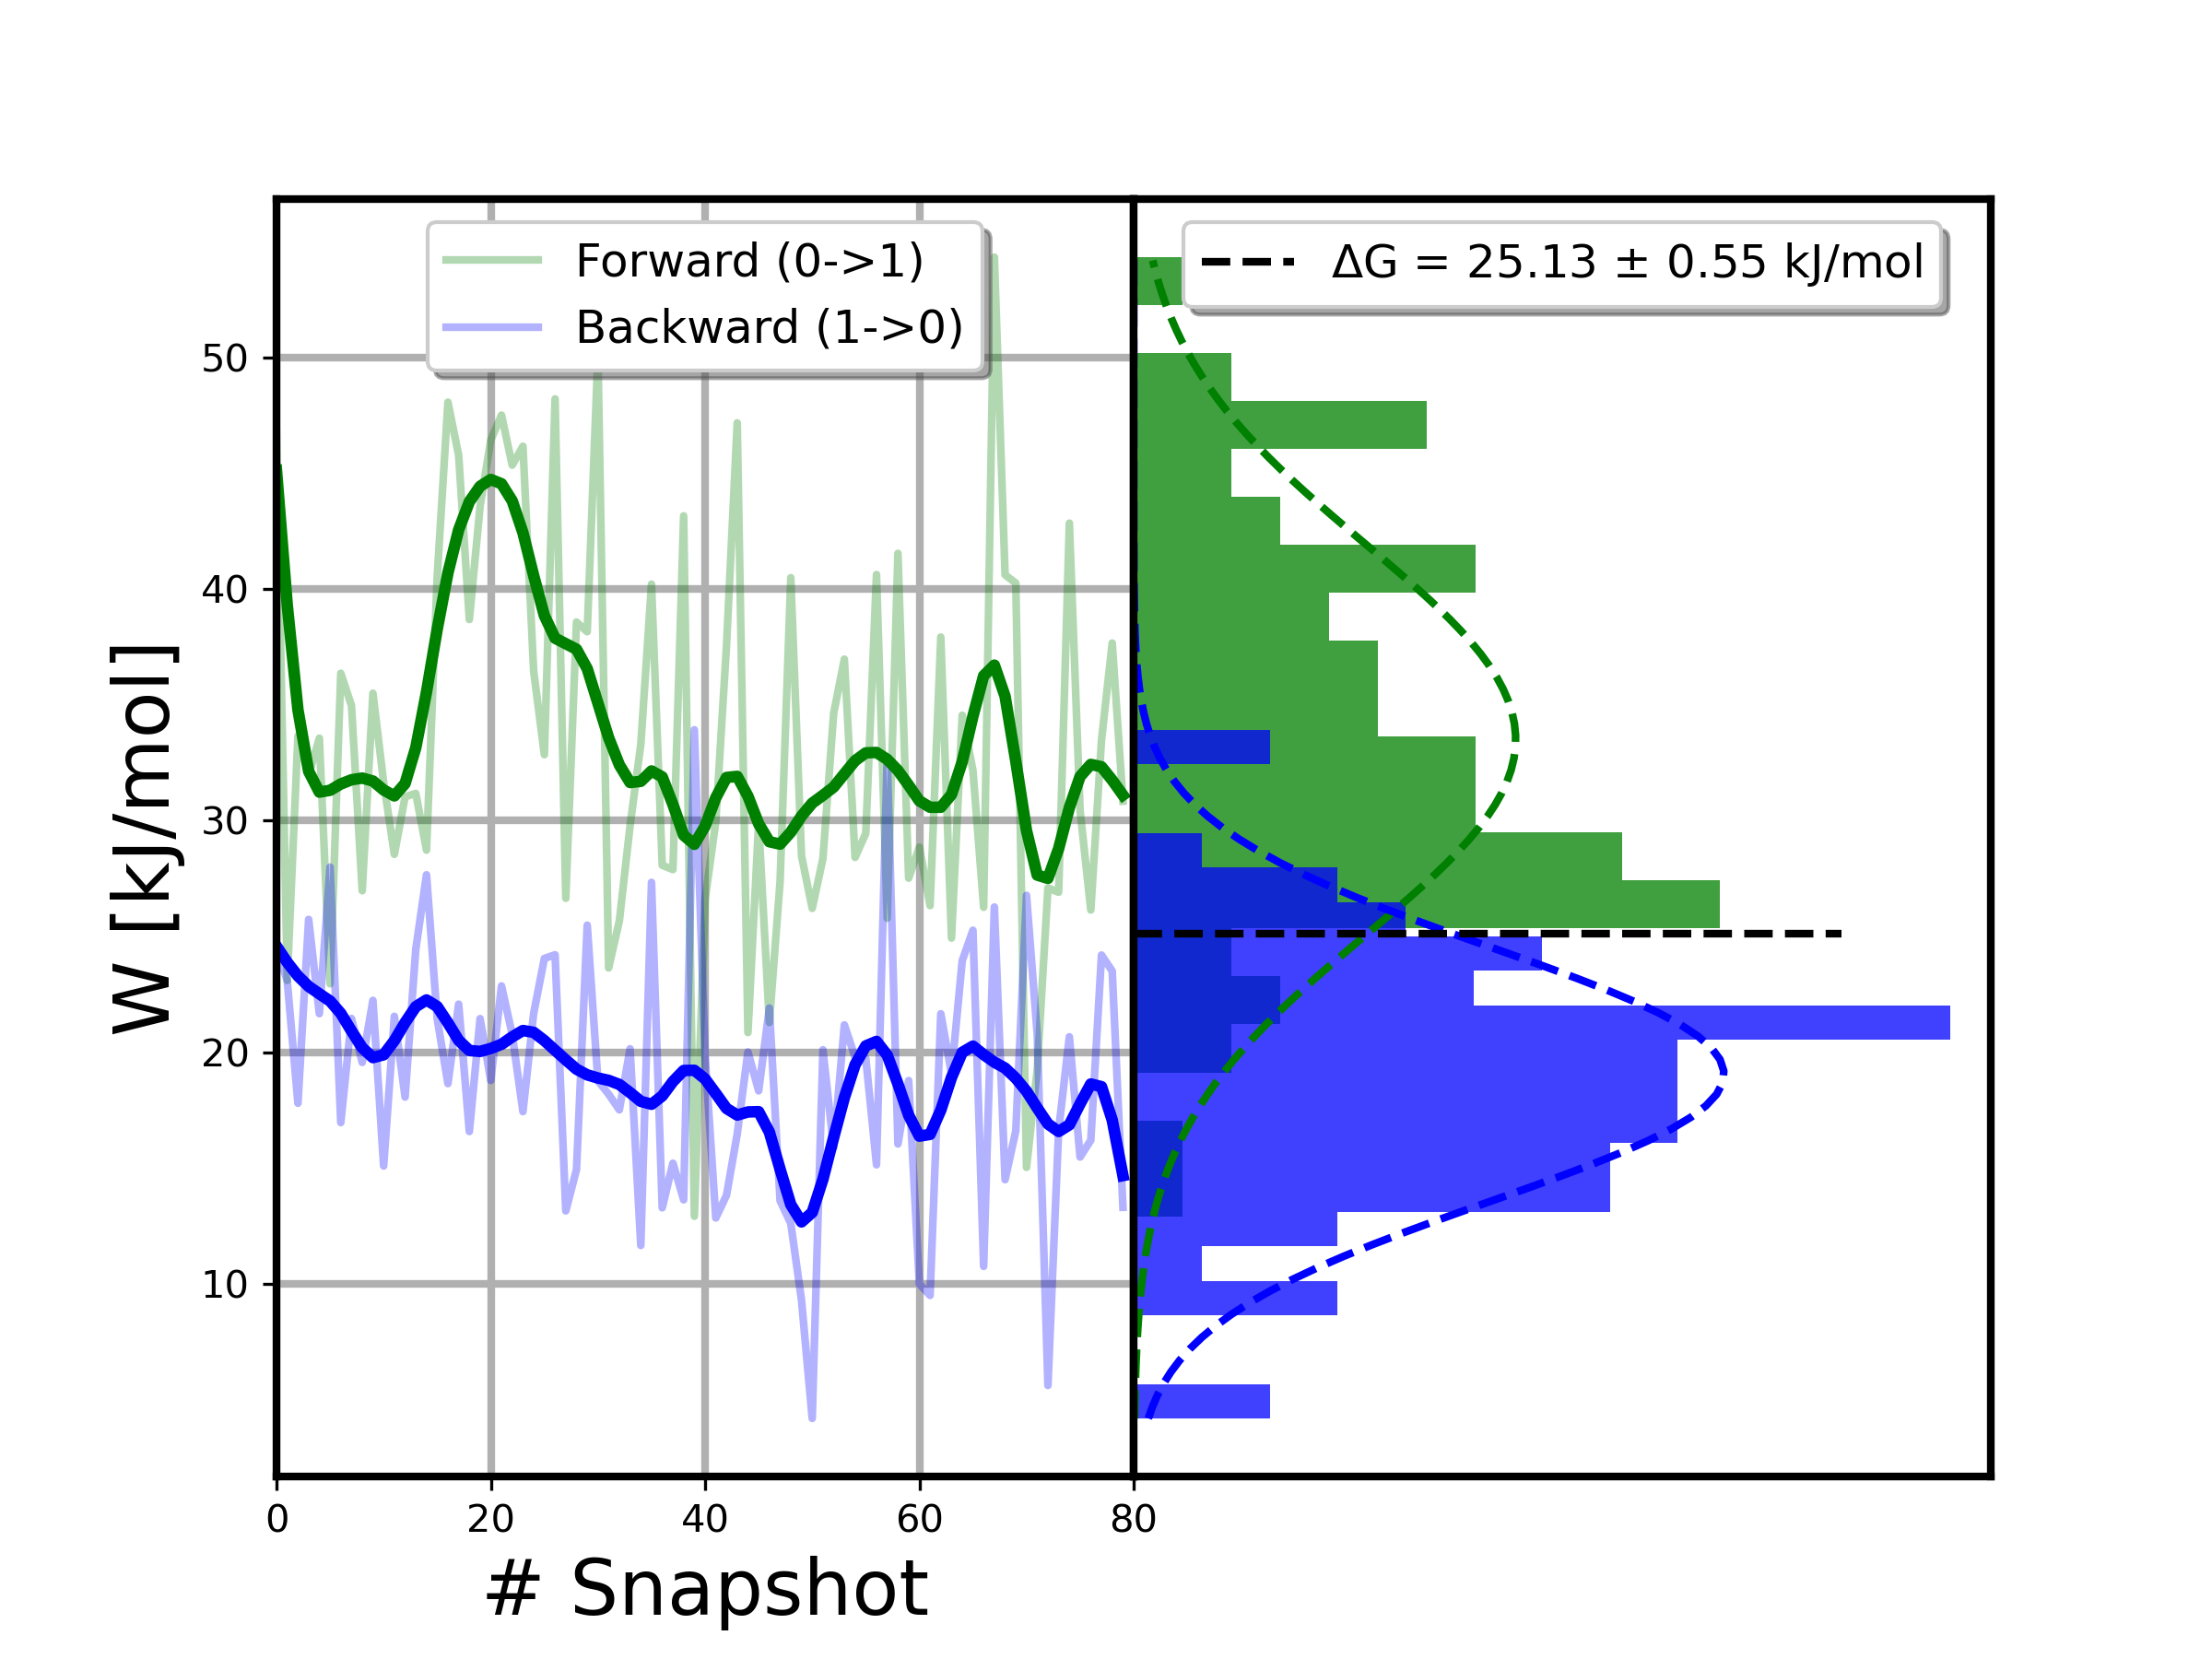 Forward (0->1)
Backward (1->0)
ΔG = 25.13 ± 0.55 kJ/mol
50
40
30
20
10
W [kJ/mol]
0
20
40
60
80
# Snapshot